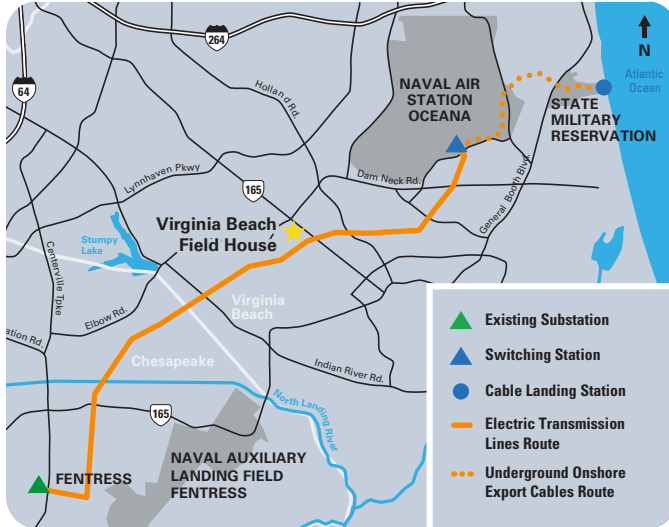 264
64
Holland Rd.
NAVAL AIR
STATION
OCEANA
N
Atlantic
Ocean
STATE
MILITARY
RESERVATION
Lynnhaven Pkwy
165
Dam Neck Rd.
General Booth Blvd.
Virginia Beach
Field House
Stumpy
Lake
Centerville Tpke
Elbow Rd.
ation Rd.
Virginia
Beach
Chesapeake
Indian River Rd.
North Landing
River
165
FENTRESS
NAVAL AUXILIARY
LANDING FIELD
FENTRESS
Existing Substation
Switching Station
Cable Landing Station
Electric Transmission
Lines Route
Underground Onshore
Export Cables Route